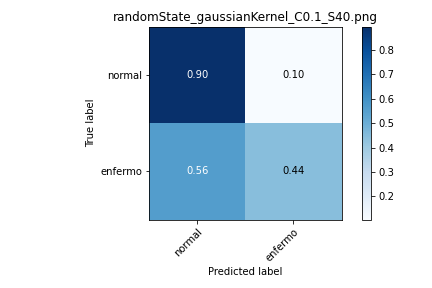 randomState_gaussianKernel_C0.1_S40.png
normal 0.90 0.10 0.8
0.7
0.6
0.5
enfermo 0.56 0.44 0.4
0.3
0.2
True label
normal enfermo
Predicted label